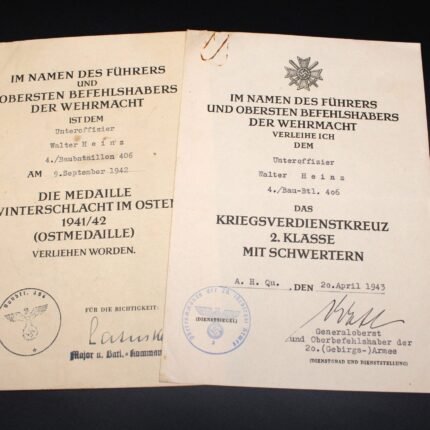 IM NAMEN DES FÜHRERS
UND
OBERSTEN BEFEHLSHABERS
DER WEHRMACHT
IST DEM
Unteroffizier
Walter Heinz
4./Baubataillon 406
AM 9.September 1942
DIE MEDAILLE
WINTERSCHLACHT IM OSTEN
1941/42
(OSTMEDAILLE)
VERLIEHEN WORDEN.
FÜR DIE RICHTIGKEIT:
Major u. Batl.-
IM NAMEN DES FÜHRERS
UND OBERSTEN BEFEHLSHABERS
DER WEHRMACHT
VERLEIHE ICH
DEM
Unteroffizier
Walter Heinz
4./Bau-Btl. 406
DAS
KRIEGSVERDIENSTKREUZ
2. KLASSE
MIT SCHWERTERN
A. H. Qu. , DEN 20.April 1943
(DIENSTSIEGEL)
Generaloberst
und Oberbefehlshaber der
20.(Gebirgs-)Armee
(DIENSTGRAD UND DIENSTSTELLUNG)